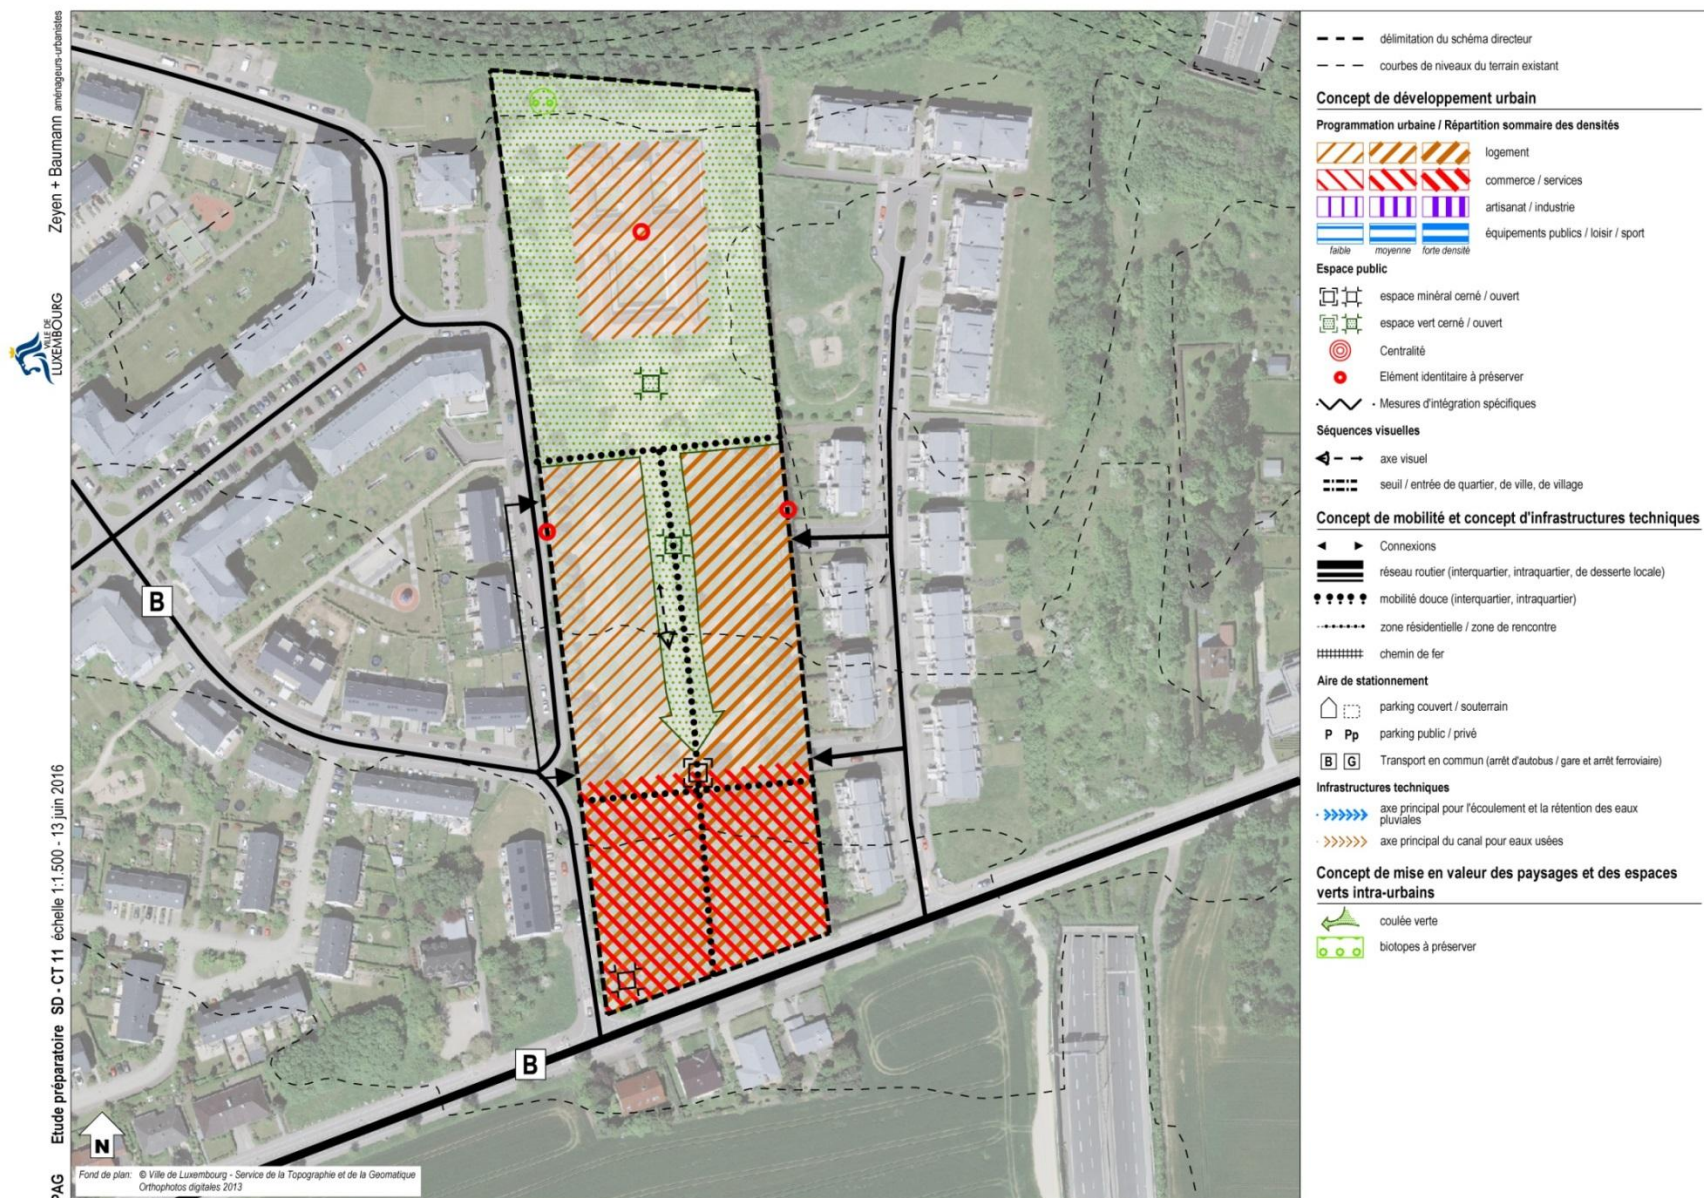 Zeyen + Baumann aménageurs-urbanistes
VILLE DE
LUXEMBOURG
Etude préparatoire SD - CT 11 échelle 1:1.500 - 13 juin 2016
PAG
B
B
N
Fond de plan: © Ville de Luxembourg - Service de la Topographie et de la Geomatique
Orthophotos digitales 2013
délimitation du schéma directeur
courbes de niveaux du terrain existant
Concept de développement urbain
Programmation urbaine / Répartition sommaire des densités
logement
commerce / services
artisanat / industrie
équipements publics / loisir / sport
faible moyenne forte densité
Espace public
espace minéral cerné / ouvert
espace vert cerné / ouvert
Centralité
Elément identitaire à préserver
Mesures d'intégration spécifiques
Séquences visuelles
axe visuel
seuil / entrée de quartier, de ville, de village
Concept de mobilité et concept d'infrastructures techniques
Connexions
réseau routier (interquartier, intraquartier, de desserte locale)
mobilité douce (interquartier, intraquartier)
zone résidentielle / zone de rencontre
chemin de fer
Aire de stationnement
parking couvert / souterrain
P Pp parking public / privé
B G Transport en commun (arrêt d'autobus / gare et arrêt ferroviaire)
Infrastructures techniques
axe principal pour l'écoulement et la rétention des eaux
pluviales
axe principal du canal pour eaux usées
Concept de mise en valeur des paysages et des espaces
verts intra-urbains
coulée verte
biotopes à préserver